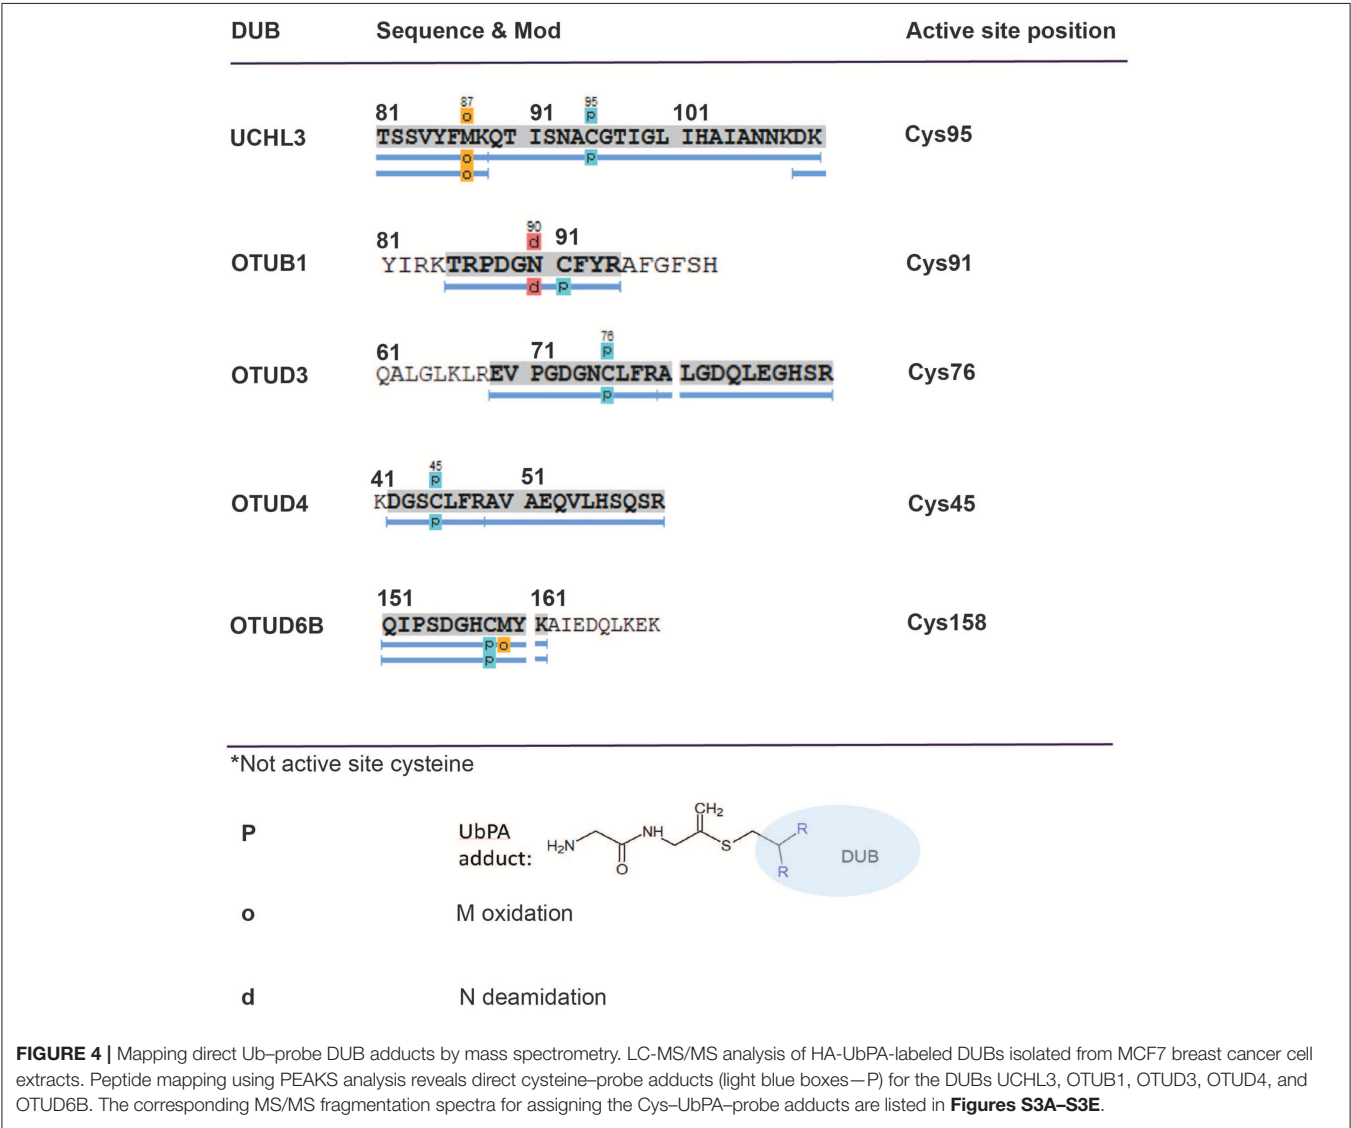 DUB Sequence & Mod Active site position
87 95
81 o 91 p 101
UCHL3 TSSVYFMKQT ISNACGTIGL IHAIANNKDK Cys95
o p
o
90
81 d 91
OTUB1 YIRKTRPDGN CFYRAFGFSH Cys91
d p
76
61 71 p
OTUD3 QALGLKLREV PGDGNCLFRA LGDQLEGHSR Cys76
p
45
41 p 51
OTUD4 KDGSCLFRAV AEQVLHSQSR Cys45
p
151 161
OTUD6B QIPSDGHCMY KAIEDQLKEK Cys158
p o
p
*Not active site cysteine
P UbPA adduct: H₂N O NH CH₂ S R R DUB
o M oxidation
d N deamidation
FIGURE 4 | Mapping direct Ub–probe DUB adducts by mass spectrometry. LC-MS/MS analysis of HA-UbPA-labeled DUBs isolated from MCF7 breast cancer cell
extracts. Peptide mapping using PEAKS analysis reveals direct cysteine–probe adducts (light blue boxes—P) for the DUBs UCHL3, OTUB1, OTUD3, OTUD4, and
OTUD6B. The corresponding MS/MS fragmentation spectra for assigning the Cys–UbPA–probe adducts are listed in Figures S3A–S3E.